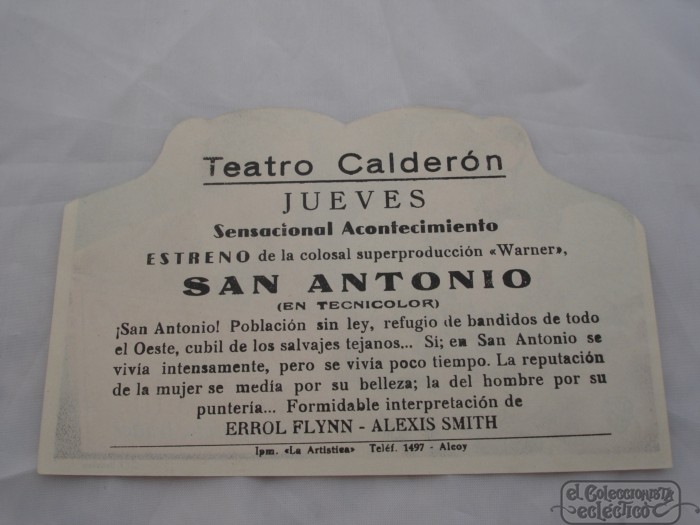 Teatro Calderón
JUEVES
Sensacional Acontecimiento
ESTRENO de la colosal superproducción «Warner»,
SAN ANTONIO
(EN TECNICOLOR)
¡San Antonio! Población sin ley, refugio de bandidos de todo
el Oeste, cubil de los salvajes tejanos... Si; en San Antonio se
vivía intensamente, pero se vivía poco tiempo. La reputación
de la mujer se medía por su belleza; la del hombre por su
puntería... Formidable interpretación de
ERROL FLYNN - ALEXIS SMITH
Ipm. «La Artistica» Teléf. 1497 - Alcoy
el Coleccionista
ecléctico